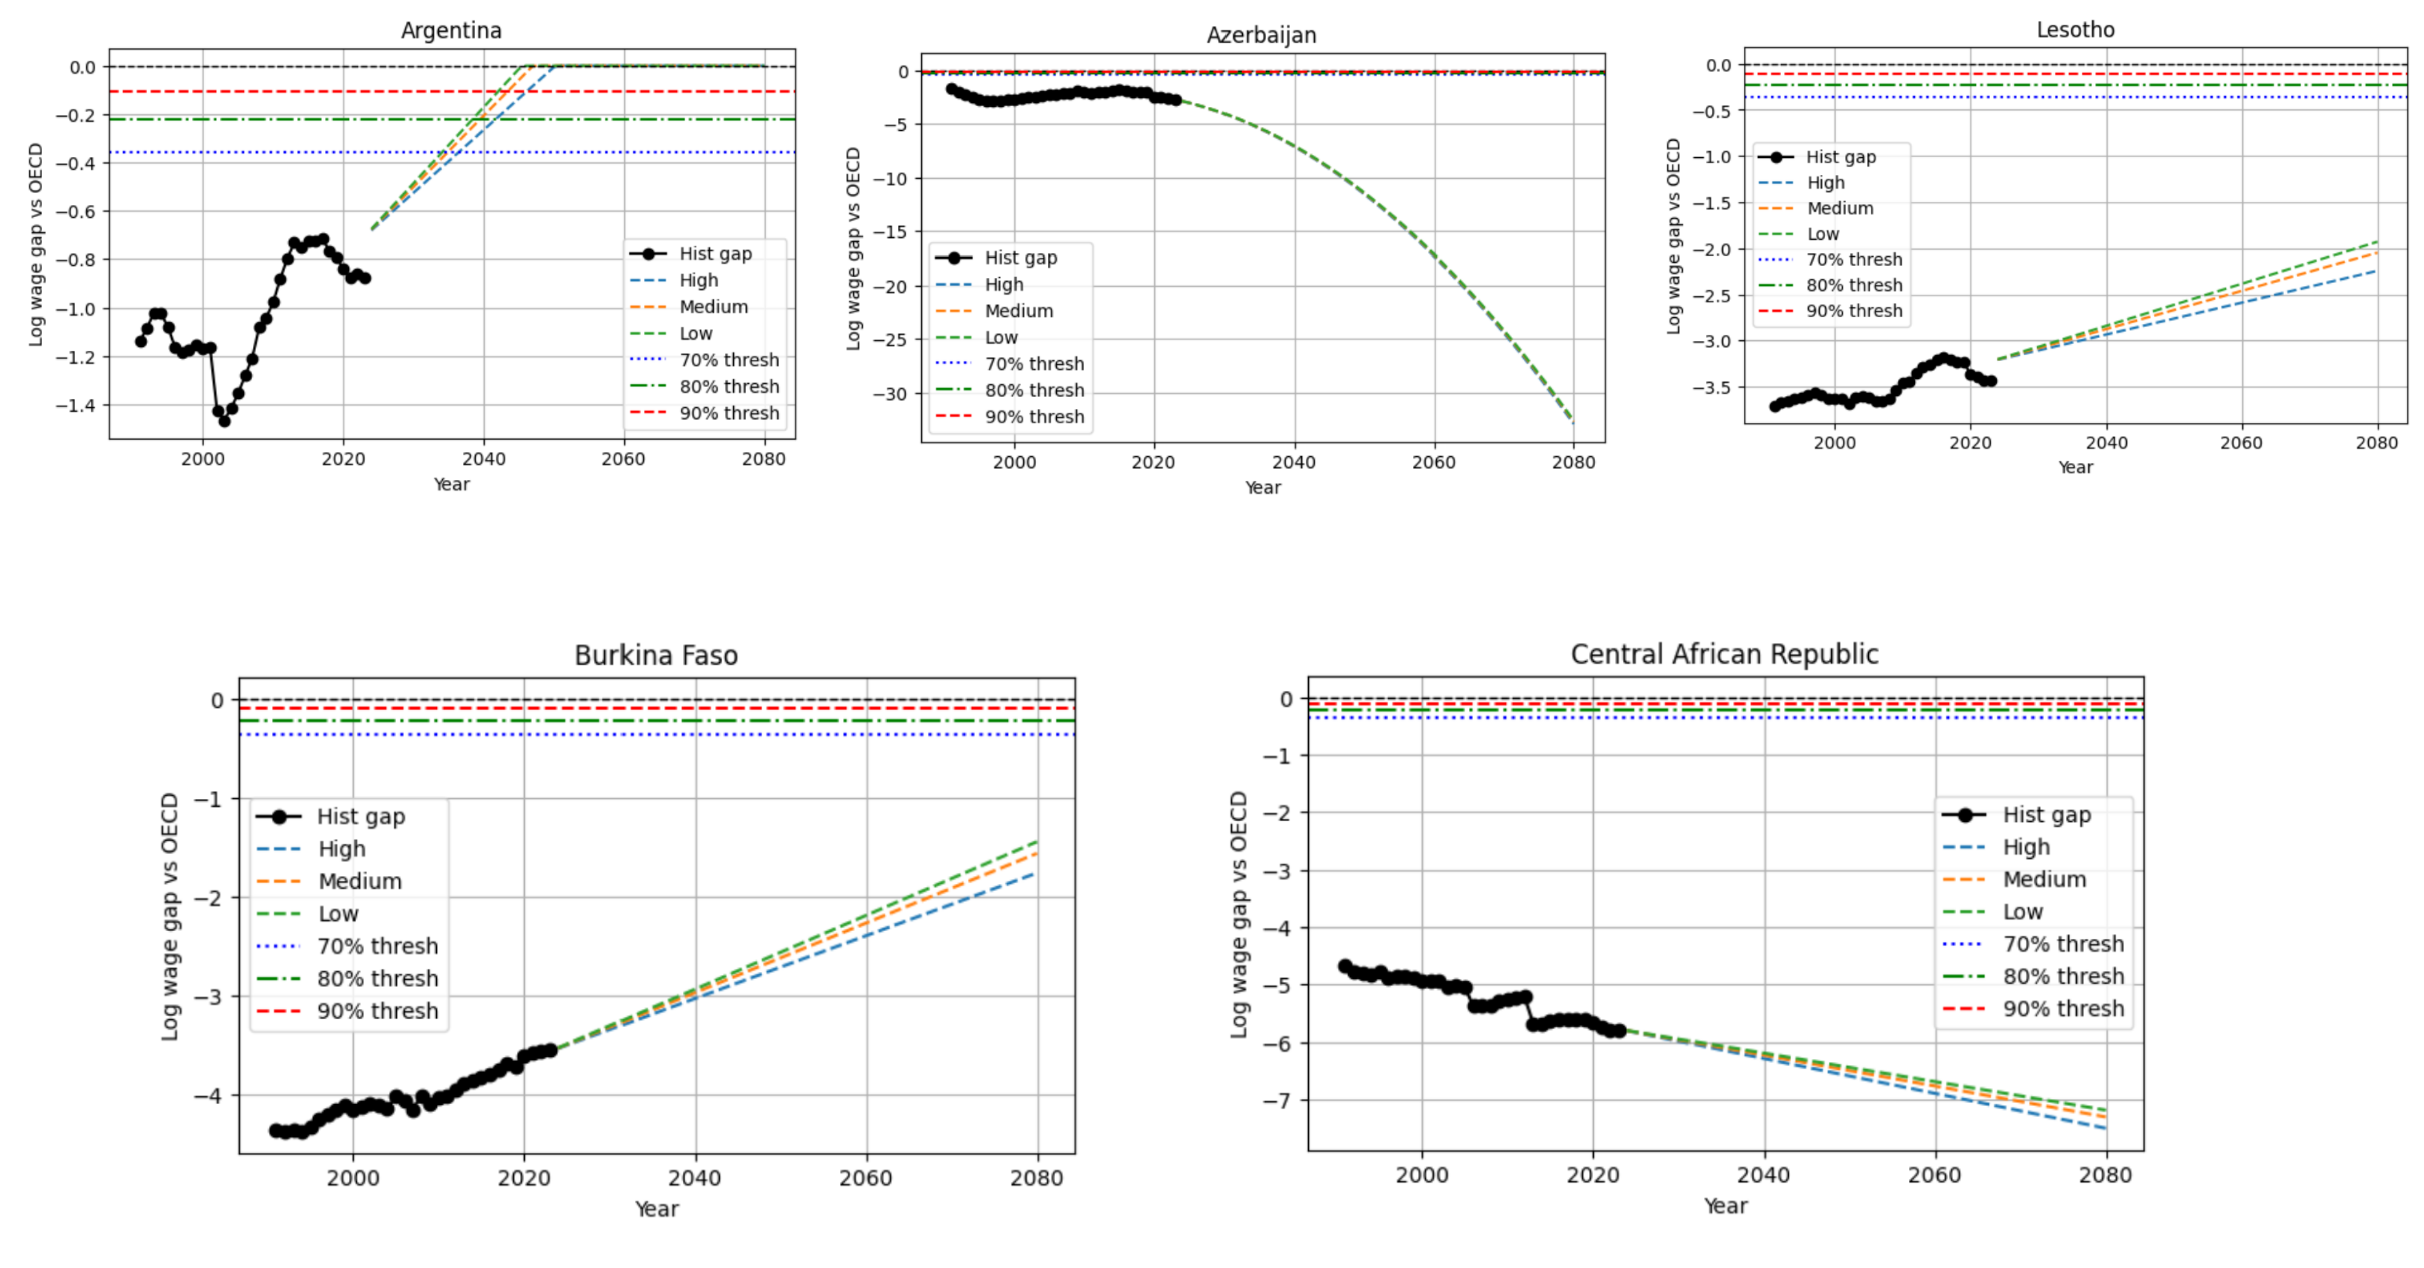 Argentina
Log wage gap vs OECD
0.0
−0.2
−0.4
−0.6
−0.8
−1.0
−1.2
−1.4
Hist gap
High
Medium
Low
70% thresh
80% thresh
90% thresh
2000 2020 2040 2060 2080
Year
Azerbaijan
Log wage gap vs OECD
0
−5
−10
−15
−20
−25
−30
Hist gap
High
Medium
Low
70% thresh
80% thresh
90% thresh
2000 2020 2040 2060 2080
Year
Lesotho
Log wage gap vs OECD
0.0
−0.5
−1.0
−1.5
−2.0
−2.5
−3.0
−3.5
Hist gap
High
Medium
Low
70% thresh
80% thresh
90% thresh
2000 2020 2040 2060 2080
Year
Burkina Faso
Log wage gap vs OECD
0
−1
−2
−3
−4
Hist gap
High
Medium
Low
70% thresh
80% thresh
90% thresh
2000 2020 2040 2060 2080
Year
Central African Republic
Log wage gap vs OECD
0
−1
−2
−3
−4
−5
−6
−7
Hist gap
High
Medium
Low
70% thresh
80% thresh
90% thresh
2000 2020 2040 2060 2080
Year